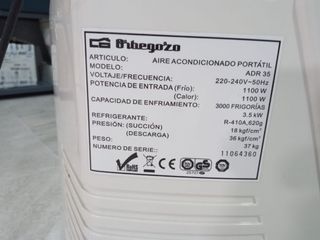 Orbegozo
ARTICULO: AIRE ACONDICIONADO PORTÁTIL
MODELO: ADR 35
VOLTAJE/FRECUENCIA: 220-240V~50Hz
POTENCIA DE ENTRADA (Frío): 1100 W
(Calor): 1100 W
CAPACIDAD DE ENFRIAMIENTO: 3000 FRIGORÍAS
3.5 kW
REFRIGERANTE: R-410A,620g
PRESIÓN: (SUCCIÓN) 18 kgf/cm²
(DESCARGA) 36 kgf/cm²
PESO: 37 kg
NUMERO DE SERIE: 11064360
RoHS